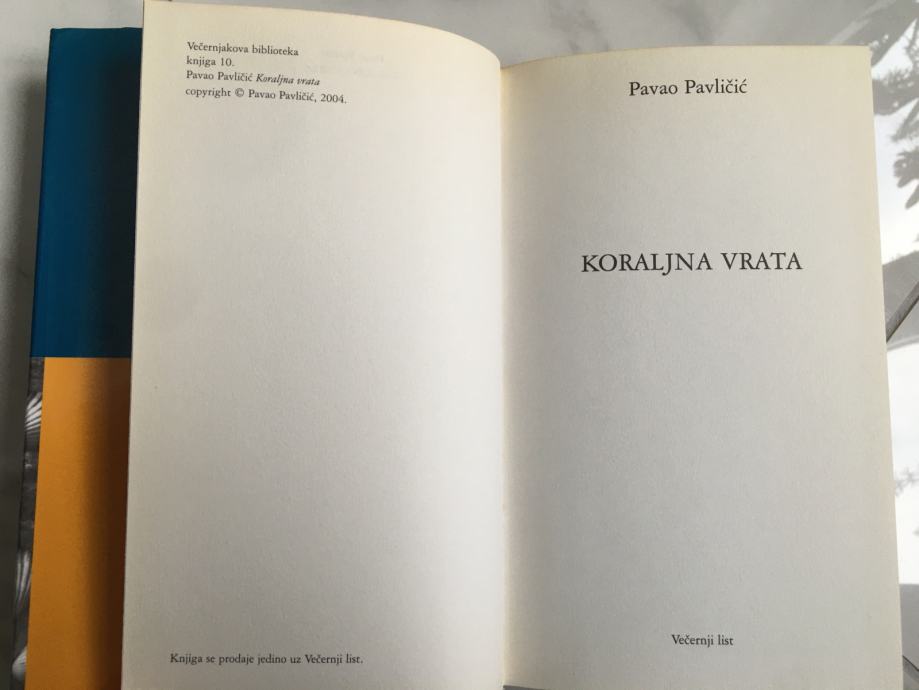 Večernjakova biblioteka
knjiga 10.
Pavao Pavličić Koraljna vrata
copyright © Pavao Pavličić, 2004.
Knjiga se prodaje jedino uz Večernji list.
Pavao Pavličić
KORALJNA VRATA
Večernji list